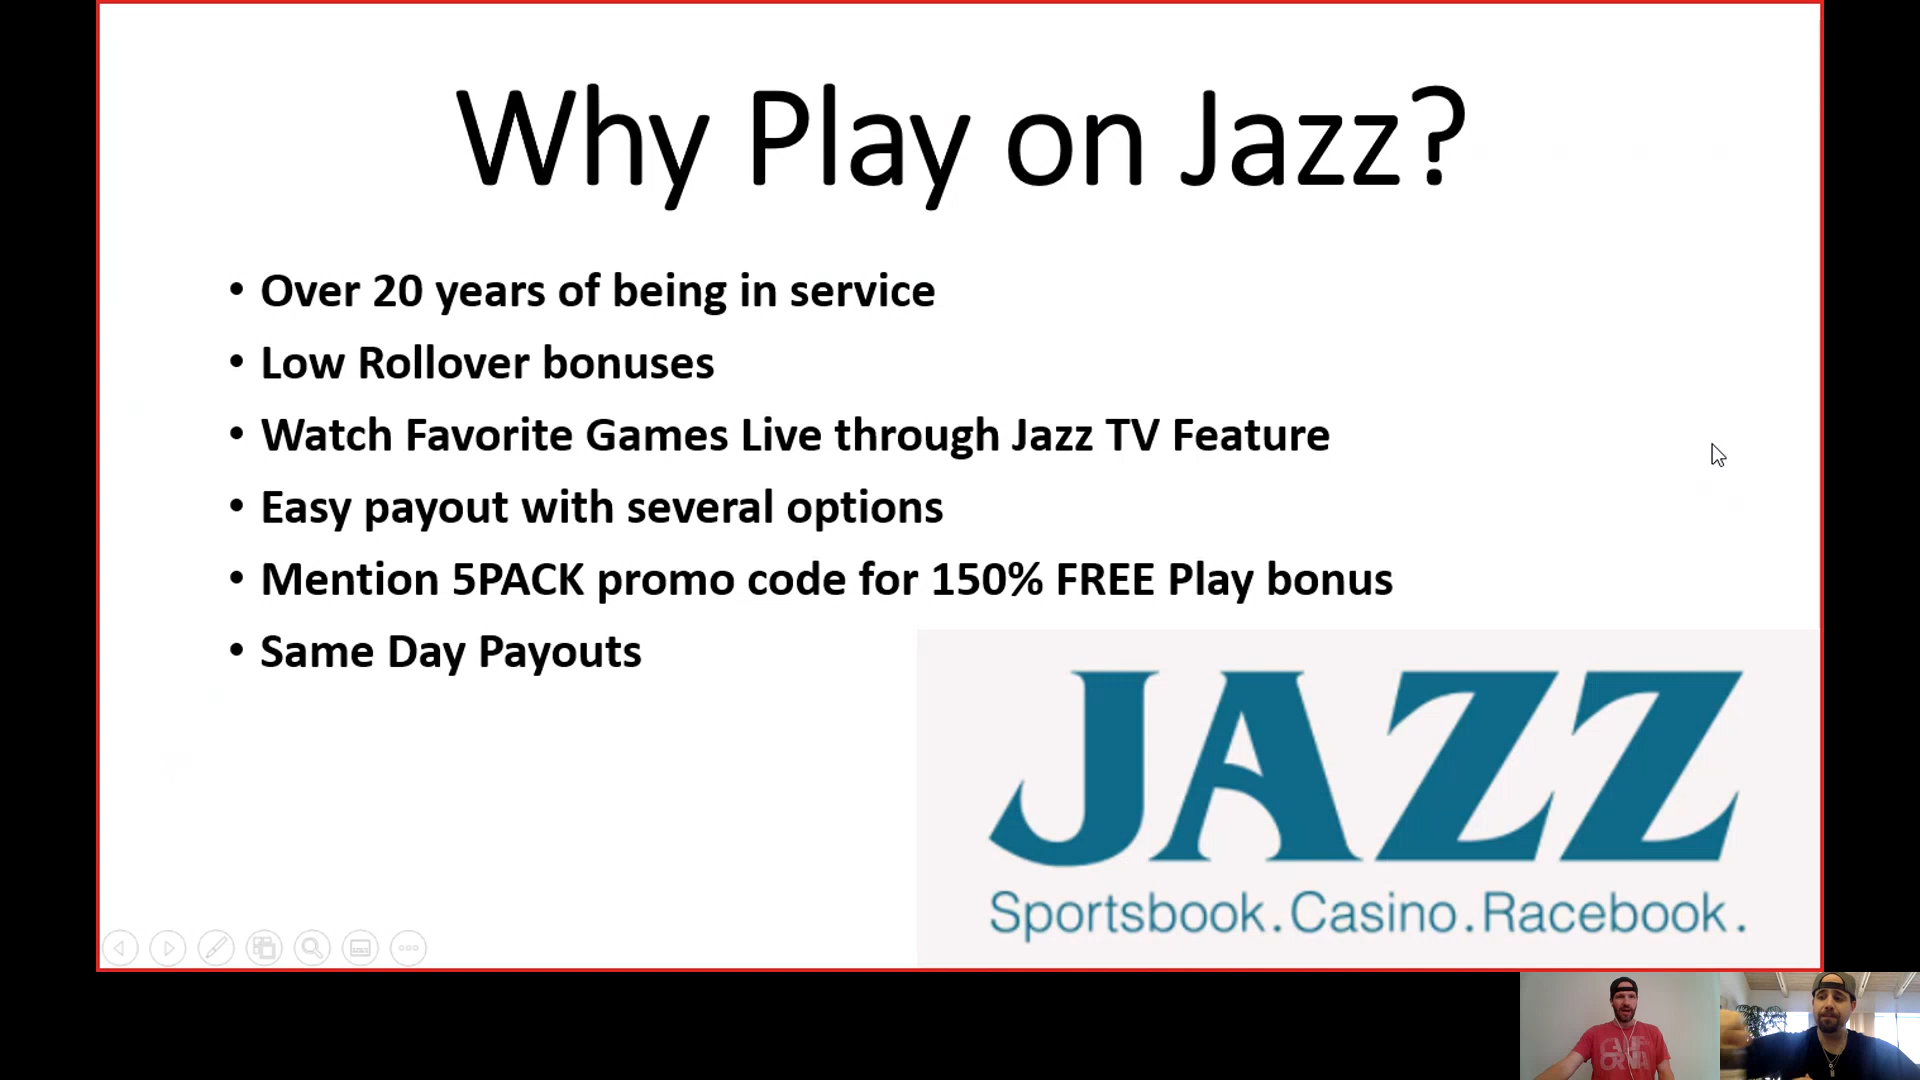 Why Play on Jazz?
• Over 20 years of being in service
• Low Rollover bonuses
• Watch Favorite Games Live through Jazz TV Feature
• Easy payout with several options
• Mention 5PACK promo code for 150% FREE Play bonus
• Same Day Payouts
JAZZ
Sportsbook.Casino.Racebook.